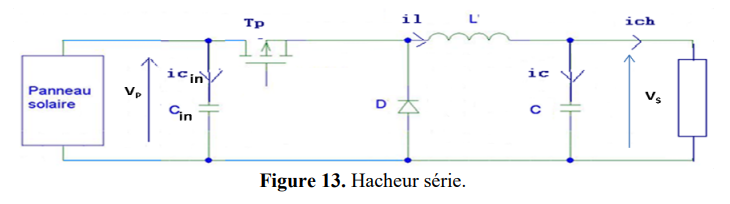 Tp
il
L'
ich
Panneau
solaire
Vp
icin
Cin
D
ic
C
Vs
Figure 13. Hacheur série.